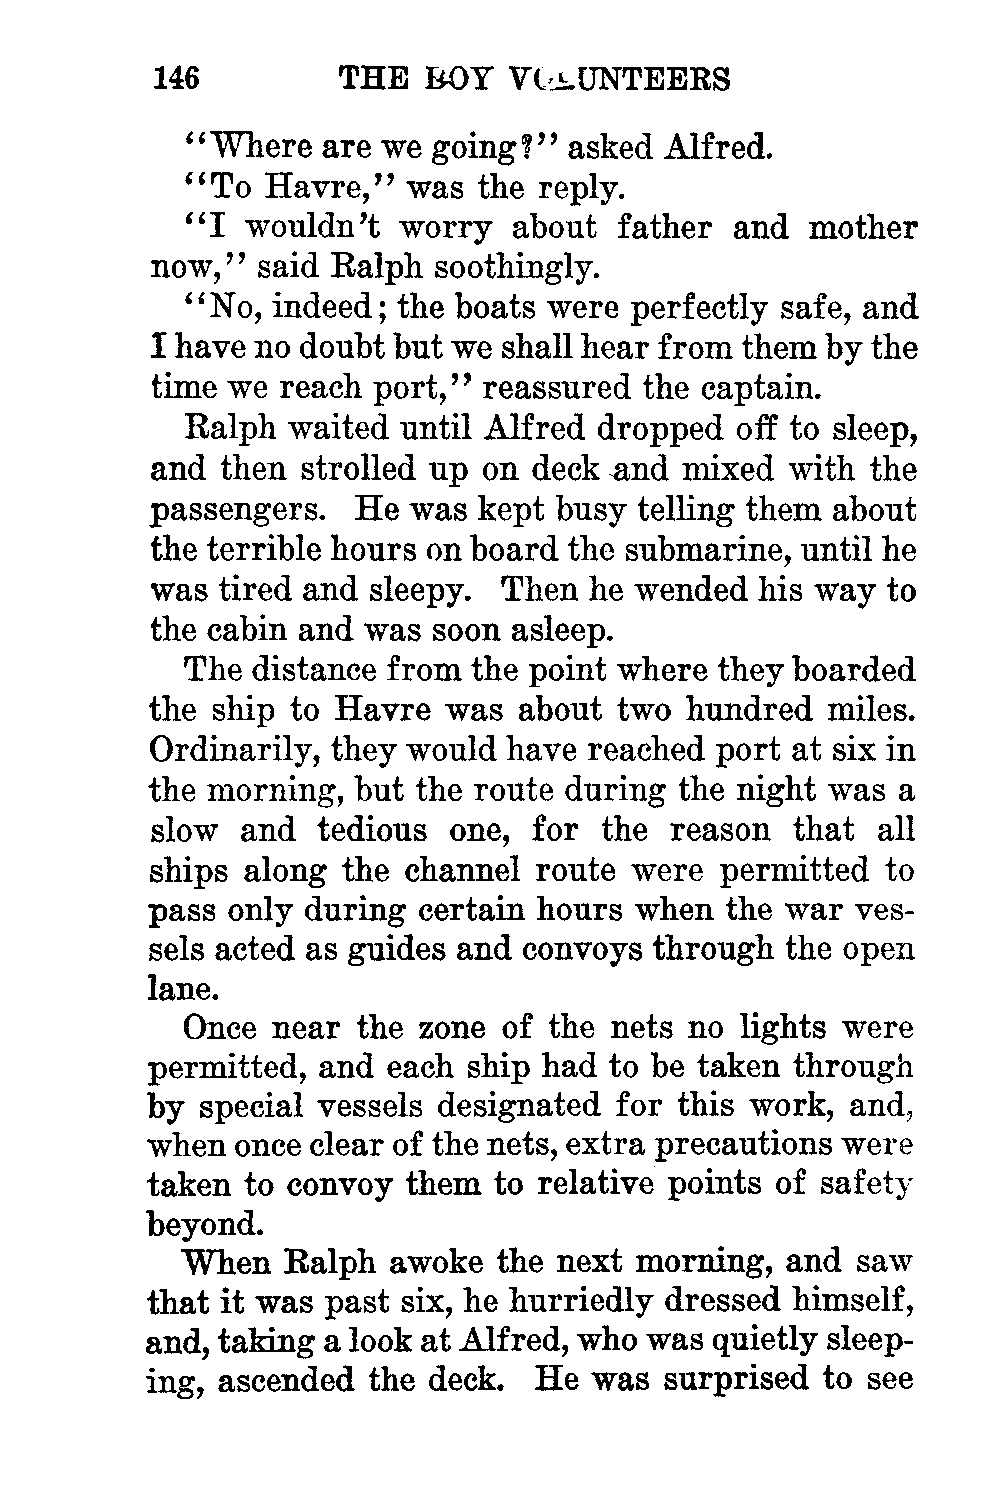 146 THE BOY VOLUNTEERS
"Where are we going?" asked Alfred.
"To Havre," was the reply.
"I wouldn't worry about father and mother
now," said Ralph soothingly.
"No, indeed; the boats were perfectly safe, and
I have no doubt but we shall hear from them by the
time we reach port," reassured the captain.
Ralph waited until Alfred dropped off to sleep,
and then strolled up on deck and mixed with the
passengers. He was kept busy telling them about
the terrible hours on board the submarine, until he
was tired and sleepy. Then he wended his way to
the cabin and was soon asleep.
The distance from the point where they boarded
the ship to Havre was about two hundred miles.
Ordinarily, they would have reached port at six in
the morning, but the route during the night was a
slow and tedious one, for the reason that all
ships along the channel route were permitted to
pass only during certain hours when the war ves-
sels acted as guides and convoys through the open
lane.
Once near the zone of the nets no lights were
permitted, and each ship had to be taken through
by special vessels designated for this work, and,
when once clear of the nets, extra precautions were
taken to convoy them to relative points of safety
beyond.
When Ralph awoke the next morning, and saw
that it was past six, he hurriedly dressed himself,
and, taking a look at Alfred, who was quietly sleep-
ing, ascended the deck. He was surprised to see